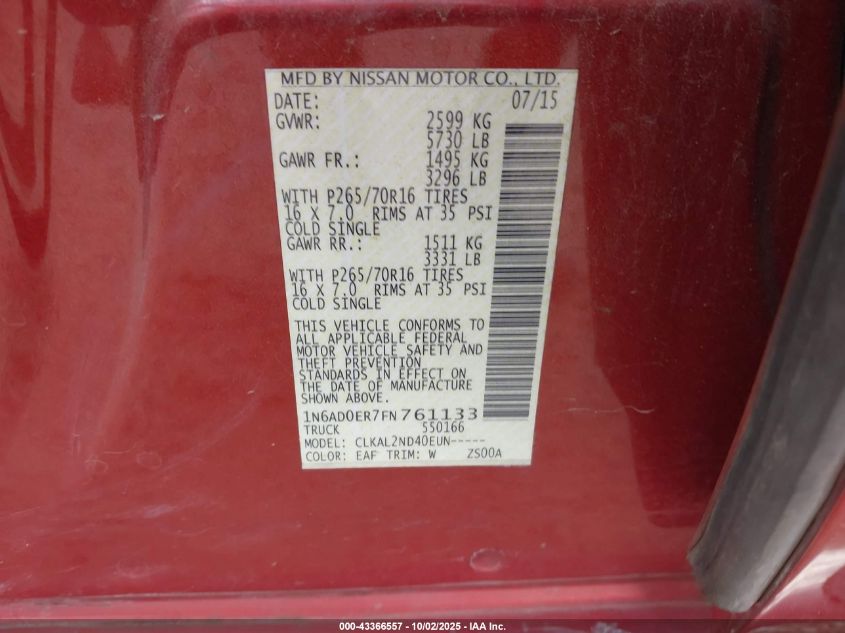 MFD BY NISSAN MOTOR CO., LTD.
DATE: 07/15
GVWR: 2599 KG
5730 LB
GAWR FR.: 1495 KG
3296 LB
WITH P265/70R16 TIRES
16 X 7.0 RIMS AT 35 PSI
COLD SINGLE
GAWR RR.: 1511 KG
3331 LB
WITH P265/70R16 TIRES
16 X 7.0 RIMS AT 35 PSI
COLD SINGLE
THIS VEHICLE CONFORMS TO
ALL APPLICABLE FEDERAL
MOTOR VEHICLE SAFETY AND
THEFT PREVENTION
STANDARDS IN EFFECT ON
THE DATE OF MANUFACTURE
SHOWN ABOVE.
1N6AD0ER7FN761133
TRUCK 550166
MODEL: CLKAL2ND40EUN-----
COLOR: EAF TRIM: W ZS00A
000-43366557 - 10/02/2025 - IAA Inc.